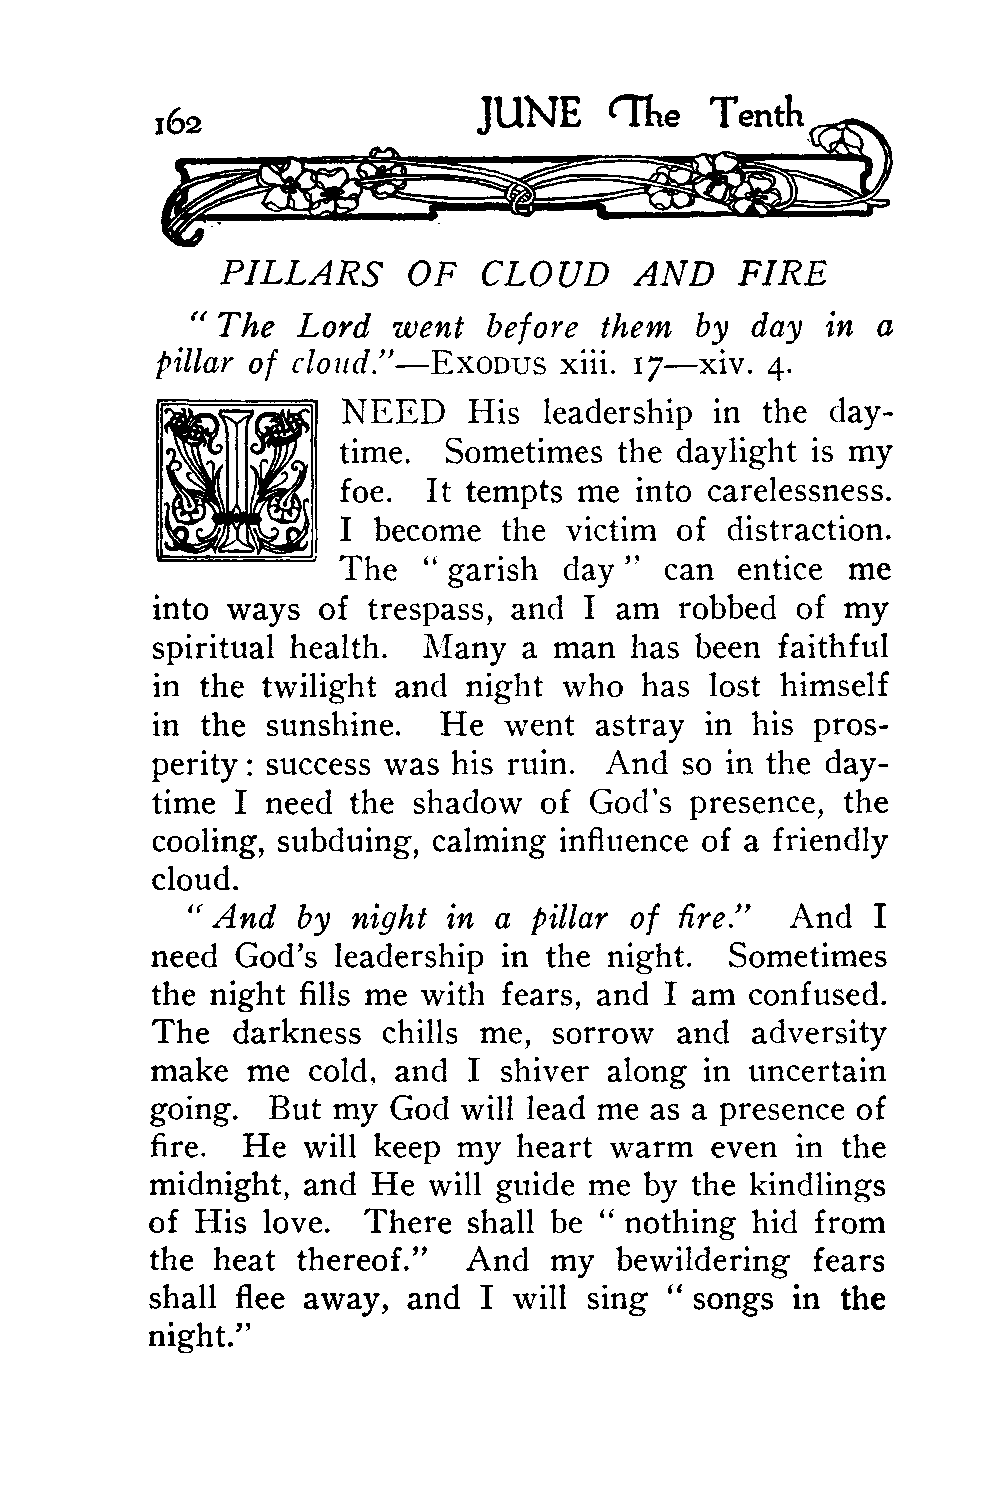 162
JUNE The Tenth
PILLARS OF CLOUD AND FIRE
“ The Lord went before them by day in a
pillar of cloud.”—EXODUS xiii. 17—xiv. 4.
I NEED His leadership in the day-
time. Sometimes the daylight is my
foe. It tempts me into carelessness.
I become the victim of distraction.
The “ garish day ” can entice me
into ways of trespass, and I am robbed of my
spiritual health. Many a man has been faithful
in the twilight and night who has lost himself
in the sunshine. He went astray in his pros-
perity : success was his ruin. And so in the day-
time I need the shadow of God's presence, the
cooling, subduing, calming influence of a friendly
cloud.
“ And by night in a pillar of fire.” And I
need God’s leadership in the night. Sometimes
the night fills me with fears, and I am confused.
The darkness chills me, sorrow and adversity
make me cold, and I shiver along in uncertain
going. But my God will lead me as a presence of
fire. He will keep my heart warm even in the
midnight, and He will guide me by the kindlings
of His love. There shall be “ nothing hid from
the heat thereof.” And my bewildering fears
shall flee away, and I will sing “ songs in the
night.”